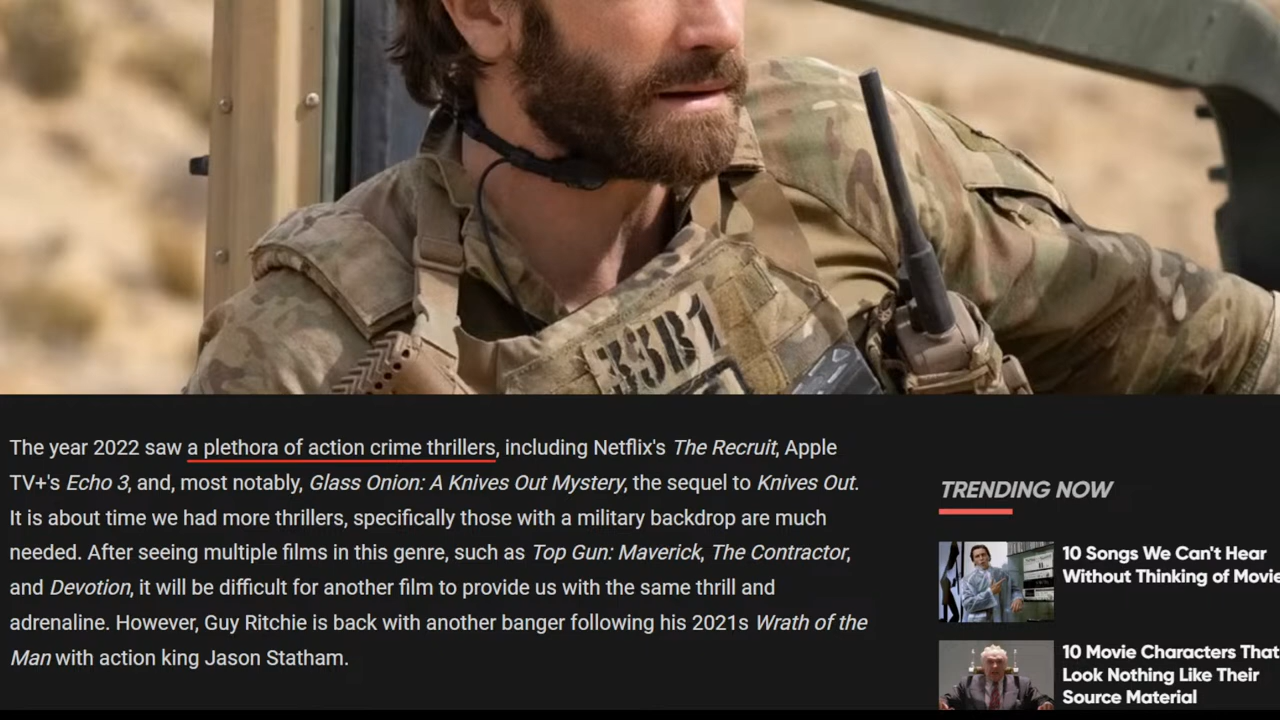 33B1
The year 2022 saw a plethora of action crime thrillers, including Netflix's The Recruit, Apple
TV+'s Echo 3, and, most notably, Glass Onion: A Knives Out Mystery, the sequel to Knives Out.
It is about time we had more thrillers, specifically those with a military backdrop are much
needed. After seeing multiple films in this genre, such as Top Gun: Maverick, The Contractor,
and Devotion, it will be difficult for another film to provide us with the same thrill and
adrenaline. However, Guy Ritchie is back with another banger following his 2021s Wrath of the
Man with action king Jason Statham.
TRENDING NOW
10 Songs We Can't Hear
Without Thinking of Movie
10 Movie Characters That
Look Nothing Like Their
Source Material